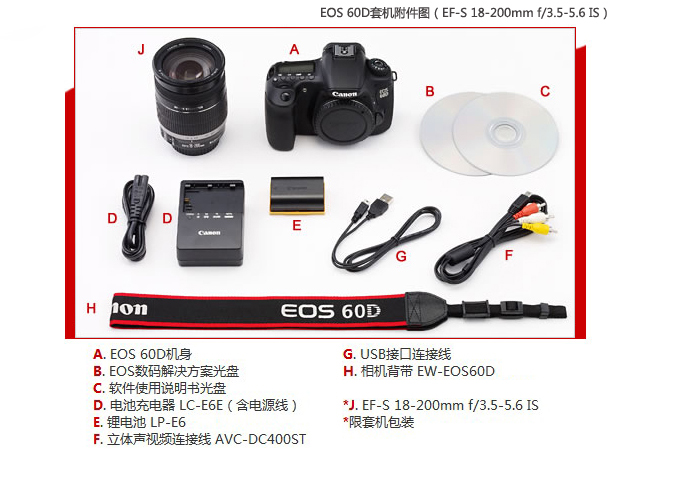 EOS 60D套机附件图（EF-S 18-200mm f/3.5-5.6 IS）
J
A
B
C
Canon
EOS
60D
D
D
Canon
E
G
F
H
non
EOS 60D
A. EOS 60D机身
B. EOS数码解决方案光盘
C. 软件使用说明书光盘
D. 电池充电器 LC-E6E（含电源线）
E. 锂电池 LP-E6
F. 立体声视频连接线 AVC-DC400ST
G. USB接口连接线
H. 相机背带 EW-EOS60D
*J. EF-S 18-200mm f/3.5-5.6 IS
*限套机包装